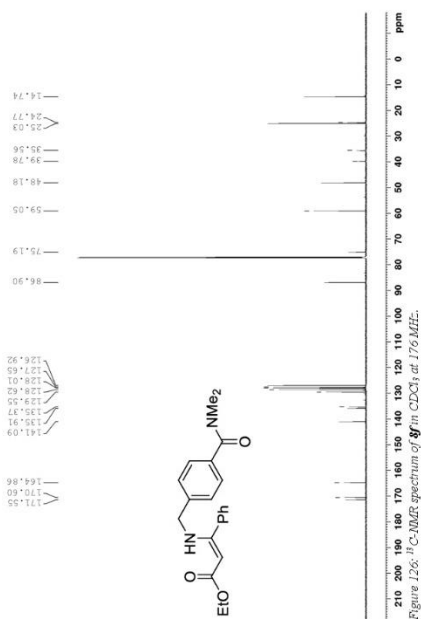 171.55
170.60
164.86
141.09
135.91
135.37
129.55
128.62
128.01
127.65
126.92
86.90
75.19
59.05
48.18
39.78
35.56
25.03
24.77
14.74
EtO
O
HN
Ph
O
NMe2
210 200 190 180 170 160 150 140 130 120 110 100 90 80 70 60 50 40 30 20 10 0 ppm
Figure 126: 13C-NMR spectrum of 8f in CDCl3 at 176 MHz.